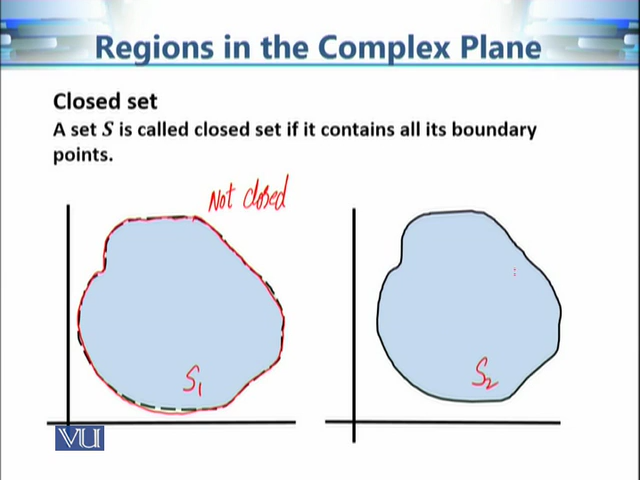 Regions in the Complex Plane
Closed set
A set S is called closed set if it contains all its boundary
points.
Not closed
S1
S2
VU